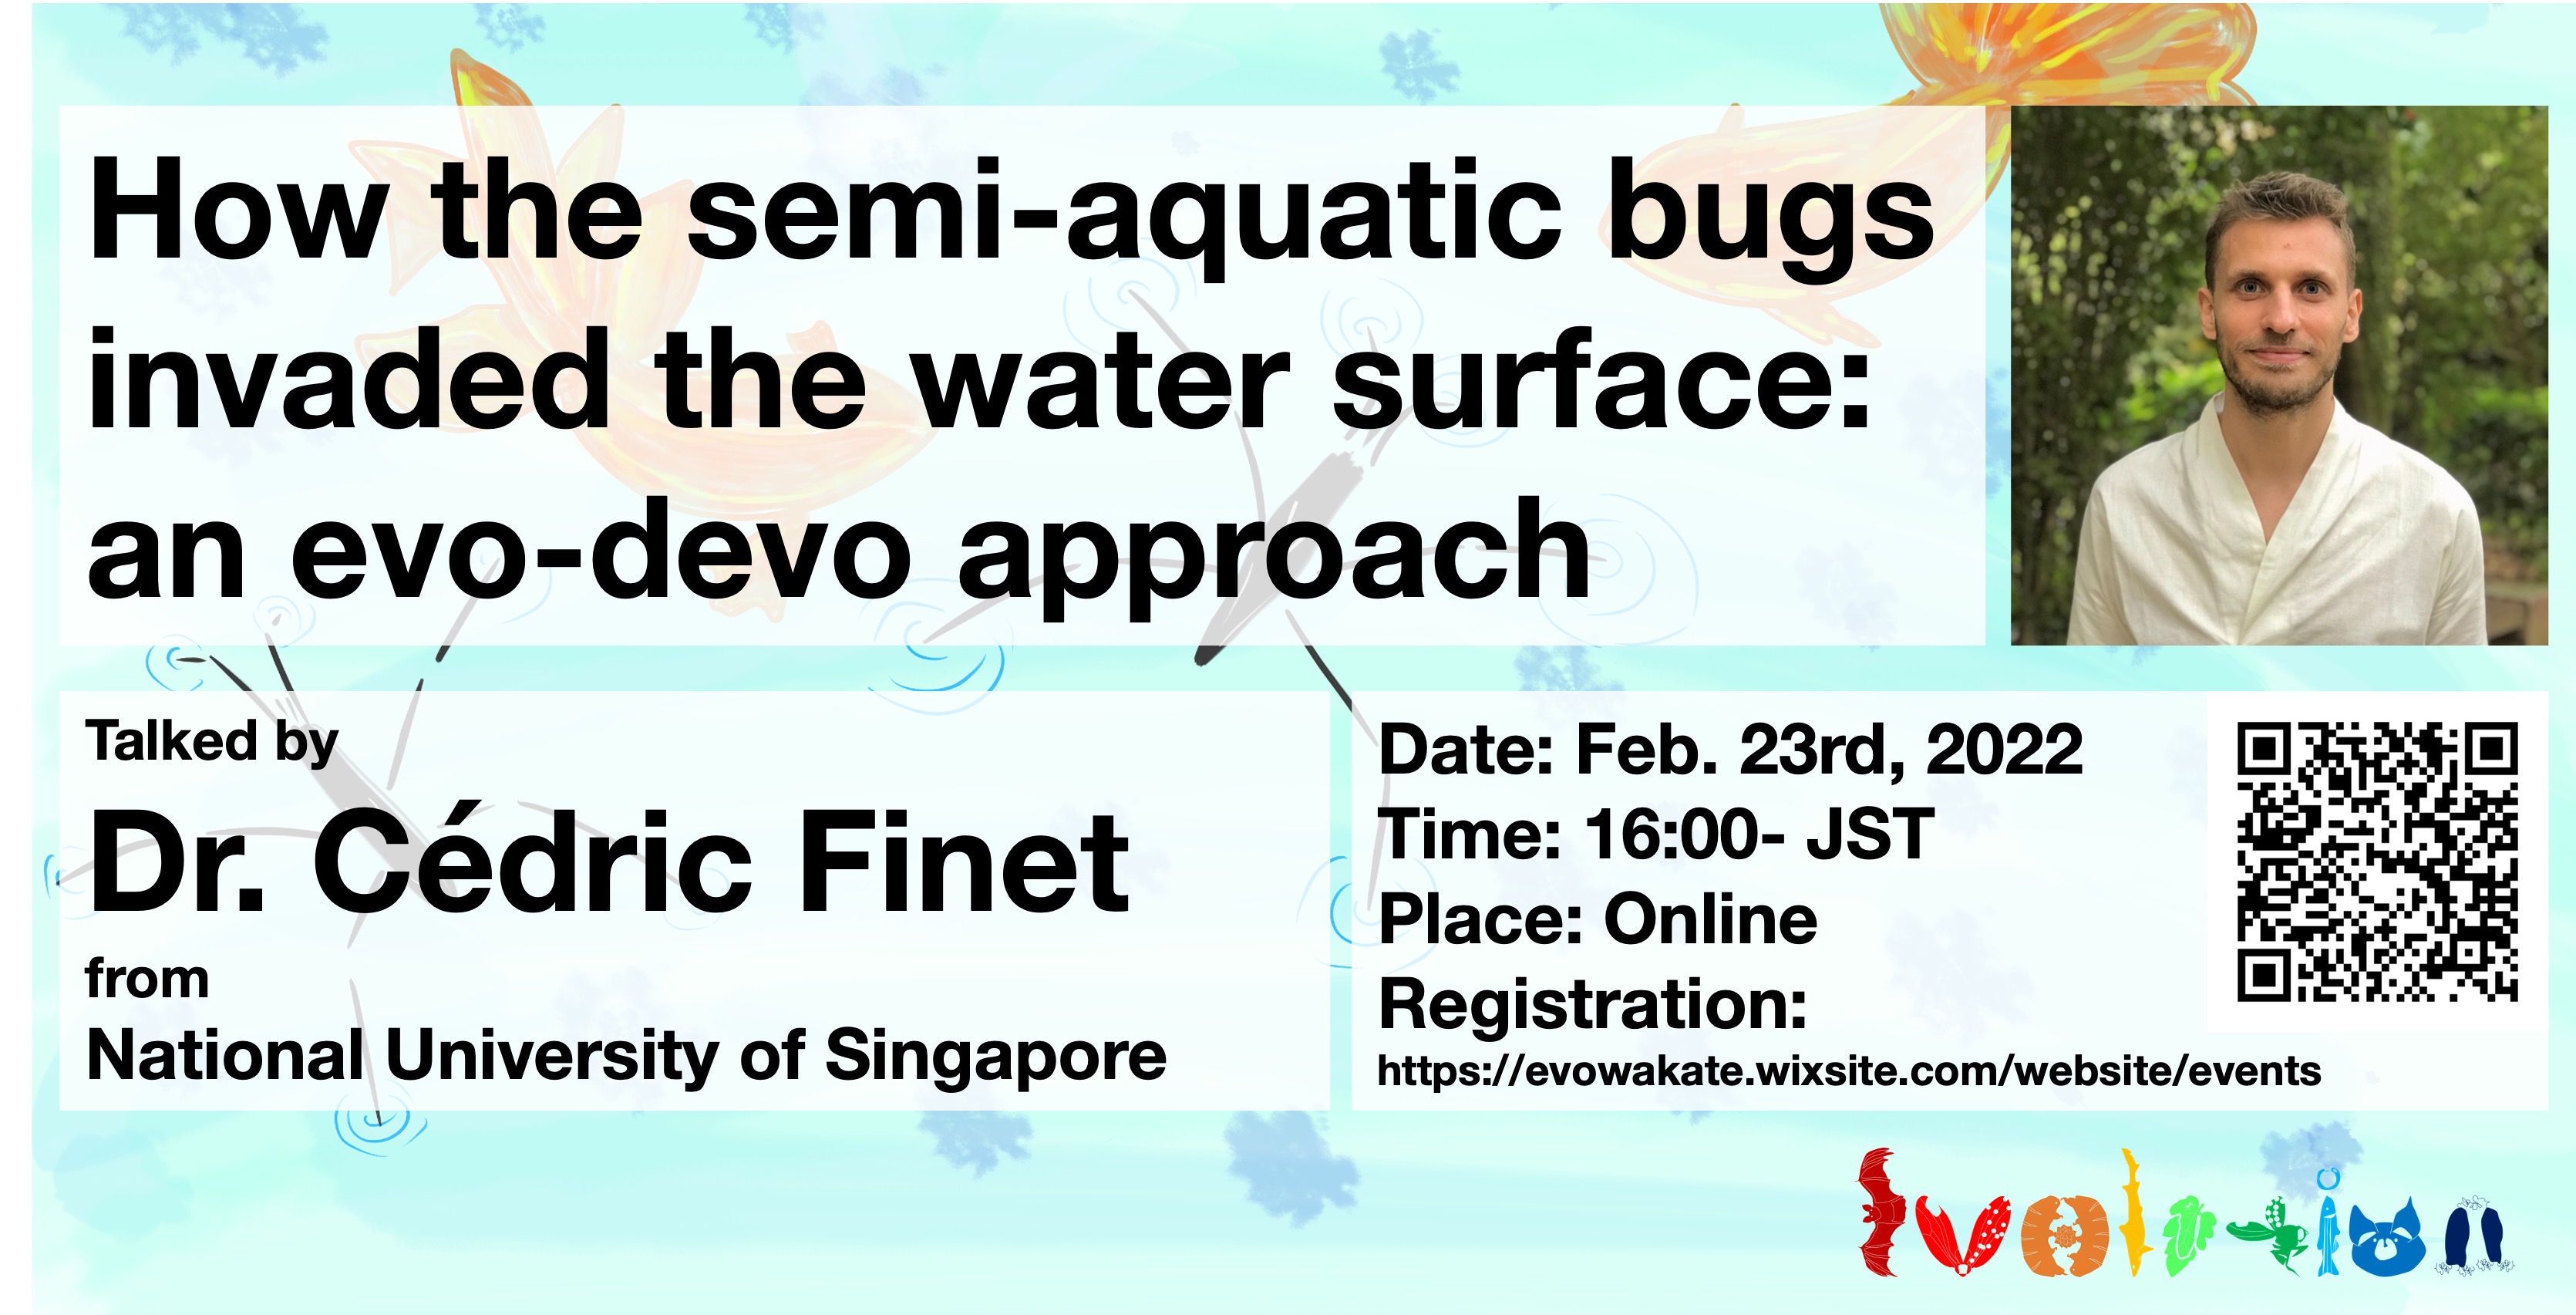 How the semi-aquatic bugs
invaded the water surface:
an evo-devo approach
Talked by
Dr. Cédric Finet
from
National University of Singapore
Date: Feb. 23rd, 2022
Time: 16:00- JST
Place: Online
Registration:
https://evowakate.wixsite.com/website/events
Evolution